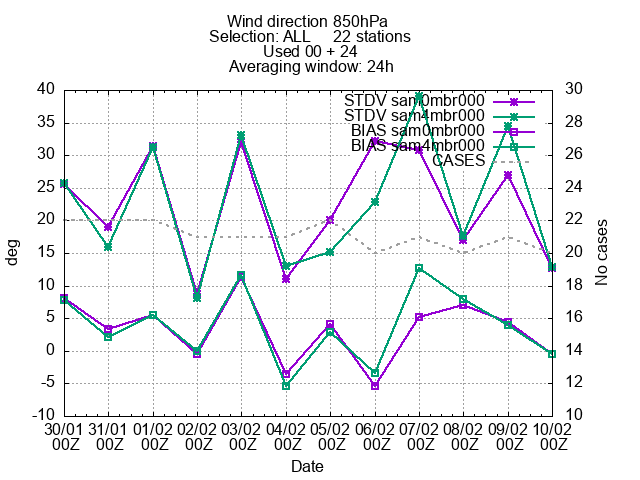 Wind direction 850hPa
Selection: ALL 22 stations
Used 00 + 24
Averaging window: 24h
40 30
STDV sam0mbr000
STDV sam4mbr000
BIAS sam0mbr000
BIAS sam4mbr000
CASES
35 28
30 26
25 24
20 22
15 20
10 18
5 16
0 14
-5 12
-10 10
deg
No cases
30/01 31/01 01/02 02/02 03/02 04/02 05/02 06/02 07/02 08/02 09/02 10/02
00Z 00Z 00Z 00Z 00Z 00Z 00Z 00Z 00Z 00Z 00Z 00Z
Date